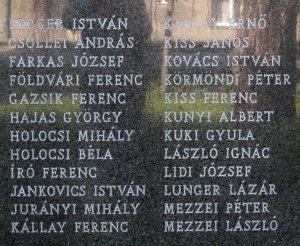 BERGER ISTVÁN
CSÖLLEI ANDRÁS
FARKAS JÓZSEF
FÖLDVÁRI FERENC
GAZSIK FERENC
HAJAS GYÖRGY
HOLOCSI MIHÁLY
HOLOCSI BÉLA
ÍRÓ FERENC
JANKOVICS ISTVÁN
JURÁNYI MIHÁLY
KÁLLAY FERENC
KÁLLAY ERNŐ
KISS JÁNOS
KOVÁCS ISTVÁN
KÖRMONDI PÉTER
KISS FERENC
KUNYI ALBERT
KUKI GYULA
LÁSZLÓ IGNÁC
LIDI JÓZSEF
LUNGER LÁZÁR
MEZZEI PÉTER
MEZZEI LÁSZLÓ